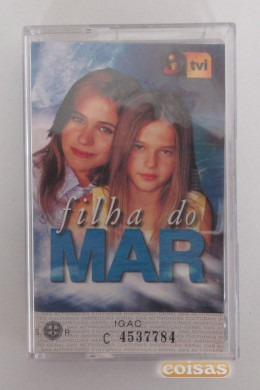 tvi
filha do
MAR
IGAC
S R.
C 4537784
coisas